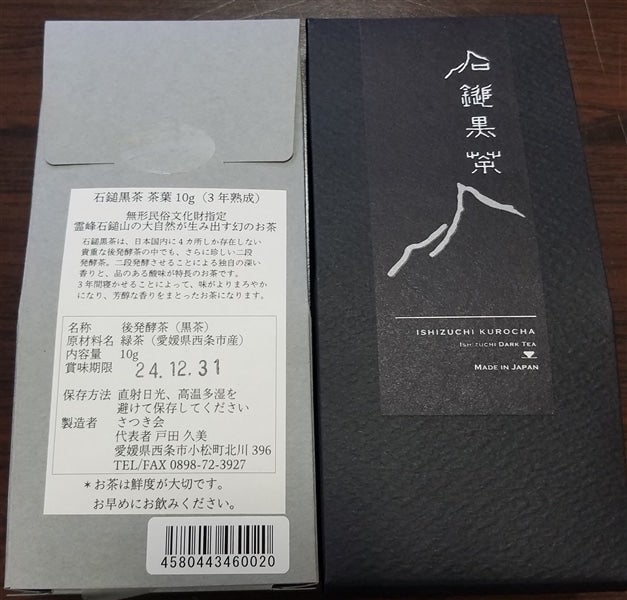 石鎚黒茶 茶葉 10g（3 年熟成）
無形民俗文化財指定
霊峰石鎚山の大自然が生み出す幻のお茶
石鎚黒茶は、日本国内に 4 カ所しか存在しない
貴重な後発酵茶の中でも、さらに珍しい二段
発酵茶。二段発酵させることによる独自の深い
香りと、品のある酸味が特長のお茶です。
3 年間寝かせることによって、味がよりまろやか
になり、芳醇な香りをまとったお茶になります。
名称 後発酵茶（黒茶）
原材料名 緑茶（愛媛県西条市産）
内容量 10g
賞味期限 24.12.31
保存方法 直射日光、高温多湿を
避けて保存してください
製造者 さつき会
代表者 戸田 久美
愛媛県西条市小松町北川 396
TEL/FAX 0898-72-3927
＊お茶は鮮度が大切です。
お早めにお飲みください。
4580443460020
石鎚黒茶
ISHIZUCHI KUROCHA
ISHIZUCHI DARK TEA
MADE IN JAPAN